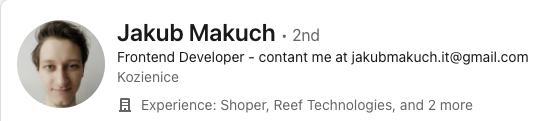 Jakub Makuch · 2nd
Frontend Developer - contant me at jakubmakuch.it@gmail.com
Kozienice
Experience: Shoper, Reef Technologies, and 2 more